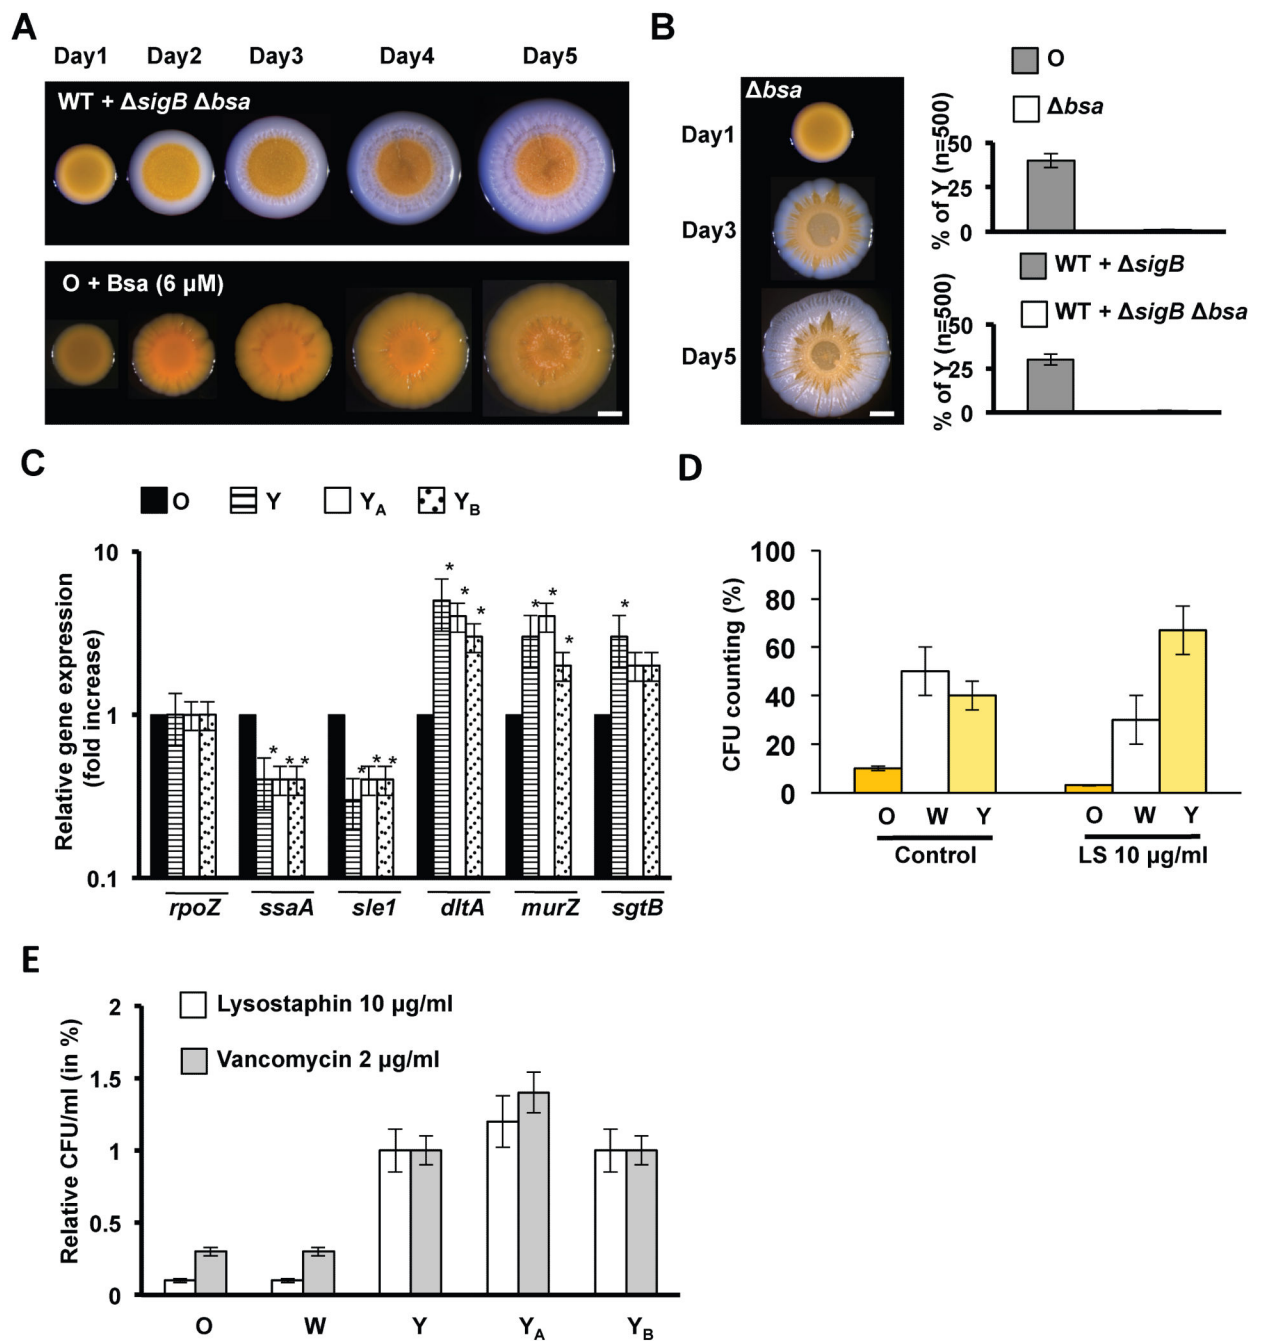 A
Day1 Day2 Day3 Day4 Day5
WT + ΔsigB Δbsa
O + Bsa (6 µM)
B
Δbsa
Day1
Day3
Day5
O
Δbsa
% of Y (n=500)
50
25
0
WT + ΔsigB
WT + ΔsigB Δbsa
% of Y (n=500)
50
25
0
C
O Y YA YB
Relative gene expression
(fold increase)
10
1
0.1
* * * * * * * * * * *
rpoZ ssaA sle1 dltA murZ sgtB
D
CFU counting (%)
100
80
60
40
20
0
O W Y O W Y
Control LS 10 µg/ml
E
Lysostaphin 10 µg/ml
Vancomycin 2 µg/ml
Relative CFU/ml (in %)
2
1.5
1
0.5
0
O W Y YA YB